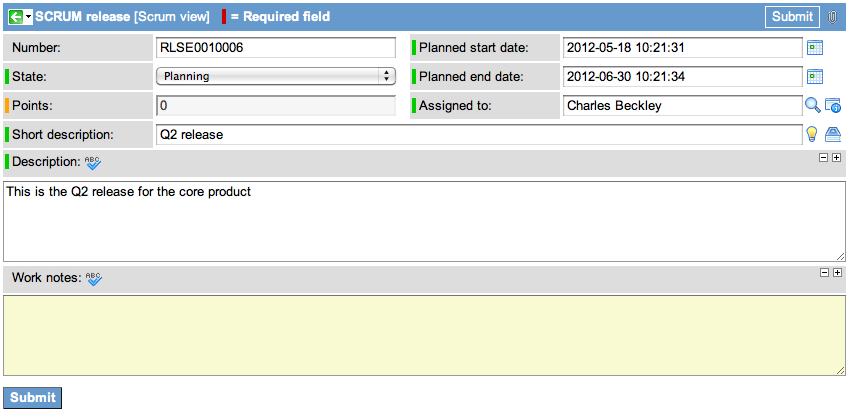 SCRUM release [Scrum view] = Required field Submit
Number: RLSE0010006 Planned start date: 2012-05-18 10:21:31
State: Planning Planned end date: 2012-06-30 10:21:34
Points: 0 Assigned to: Charles Beckley
Short description: Q2 release
Description: ABC
This is the Q2 release for the core product
Work notes: ABC
Submit